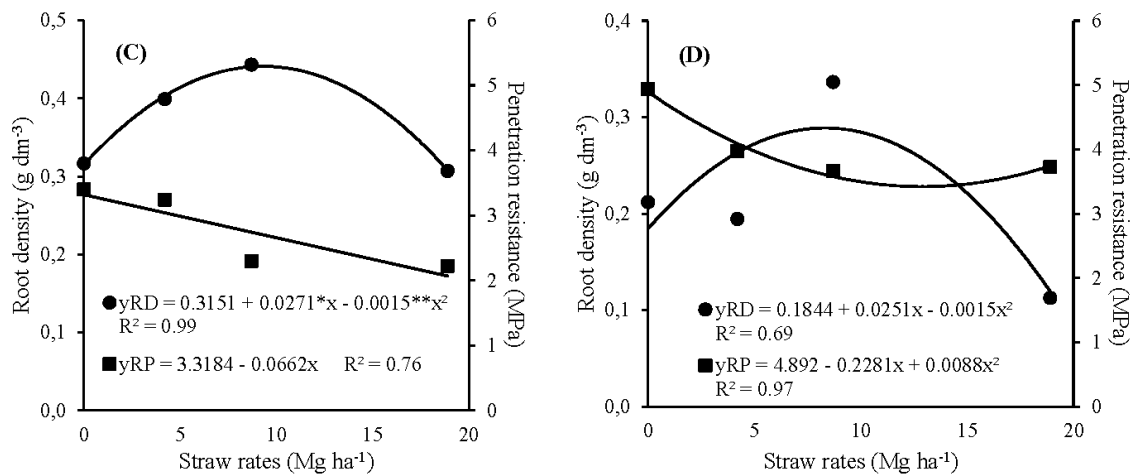 (C)
0,5
0,4
0,3
0,2
0,1
0,0
Root density (g dm⁻³)
6
5
4
3
2
1
0
Penetration resistance (MPa)
yRD = 0.3151 + 0.0271*x - 0.0015**x²
R² = 0.99
yRP = 3.3184 - 0.0662x R² = 0.76
0 5 10 15 20
Straw rates (Mg ha⁻¹)
(D)
0,4
0,3
0,2
0,1
0,0
Root density (g dm⁻³)
6
5
4
3
2
1
0
Penetration resistance (MPa)
yRD = 0.1844 + 0.0251x - 0.0015x²
R² = 0.69
yRP = 4.892 - 0.2281x + 0.0088x²
R² = 0.97
0 5 10 15 20
Straw rates (Mg ha⁻¹)